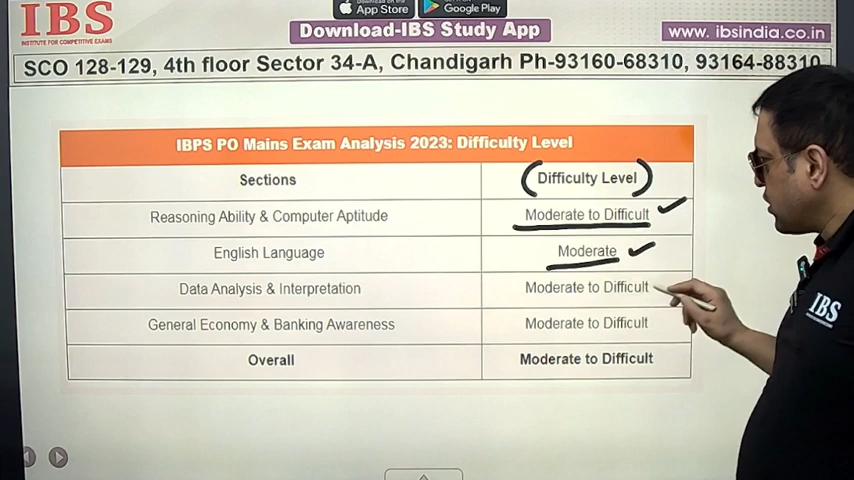 IBS
INSTITUTE FOR COMPETITIVE EXAMS
App Store
Google Play
Download-IBS Study App
www. ibsindia.co.in
SCO 128-129, 4th floor Sector 34-A, Chandigarh Ph-93160-68310, 93164-88310
IBPS PO Mains Exam Analysis 2023: Difficulty Level
Sections Difficulty Level
Reasoning Ability & Computer Aptitude Moderate to Difficult
English Language Moderate
Data Analysis & Interpretation Moderate to Difficult
General Economy & Banking Awareness Moderate to Difficult
Overall Moderate to Difficult
IBS